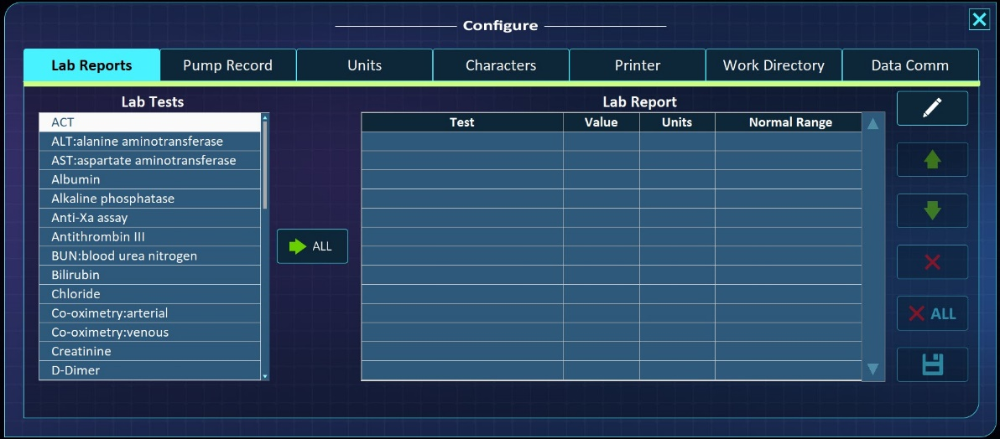 Configure
Lab Reports Pump Record Units Characters Printer Work Directory Data Comm
Lab Tests
ACT
ALT:alanine aminotransferase
AST:aspartate aminotransferase
Albumin
Alkaline phosphatase
Anti-Xa assay
Antithrombin III
BUN:blood urea nitrogen
Bilirubin
Chloride
Co-oximetry:arterial
Co-oximetry:venous
Creatinine
D-Dimer
ALL
Lab Report
Test Value Units Normal Range
ALL